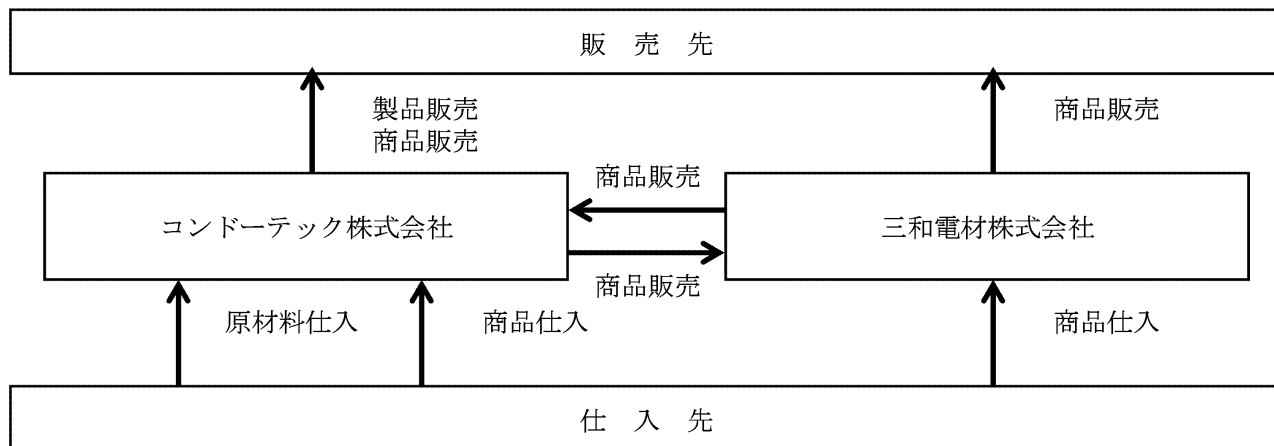 販　売　先
製品販売
商品販売
商品販売
商品販売
コンドーテック株式会社
三和電材株式会社
商品販売
原材料仕入
商品仕入
商品仕入
仕　入　先